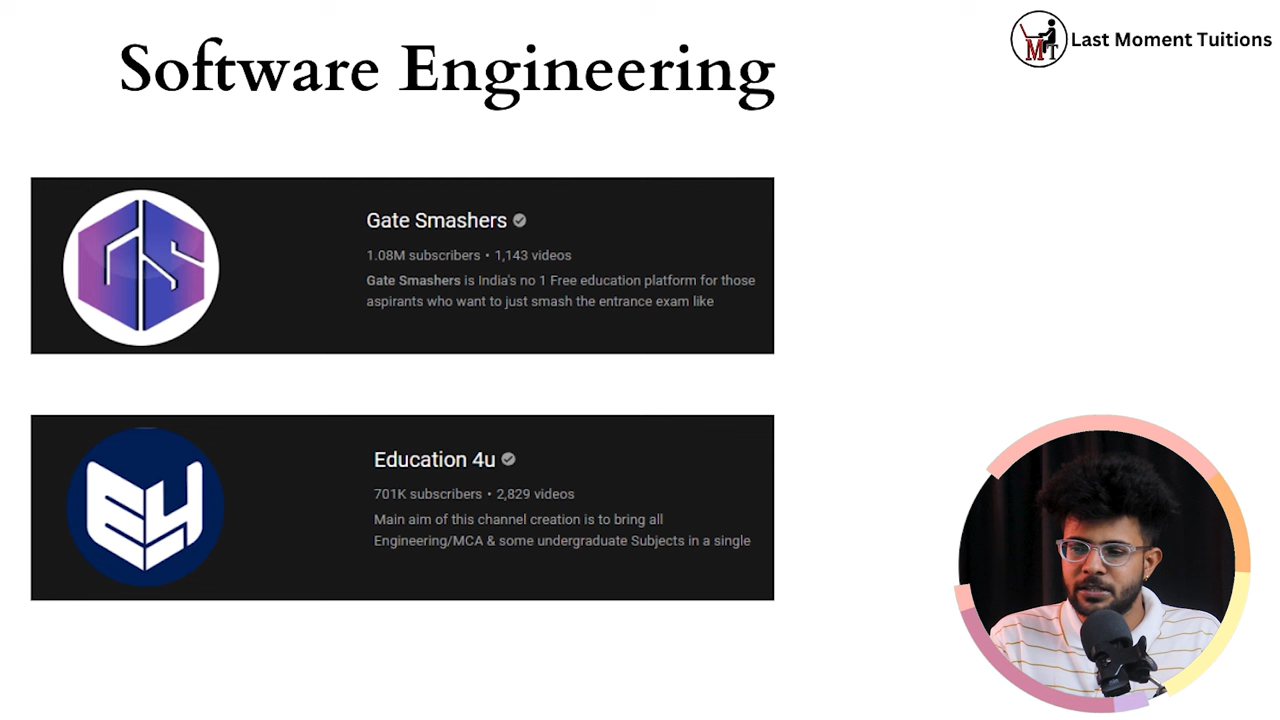 Software Engineering
MT
Last Moment Tuitions
GS
Gate Smashers
1.08M subscribers • 1,143 videos
Gate Smashers is India's no 1 Free education platform for those
aspirants who want to just smash the entrance exam like
E4
Education 4u
701K subscribers • 2,829 videos
Main aim of this channel creation is to bring all
Engineering/MCA & some undergraduate Subjects in a single